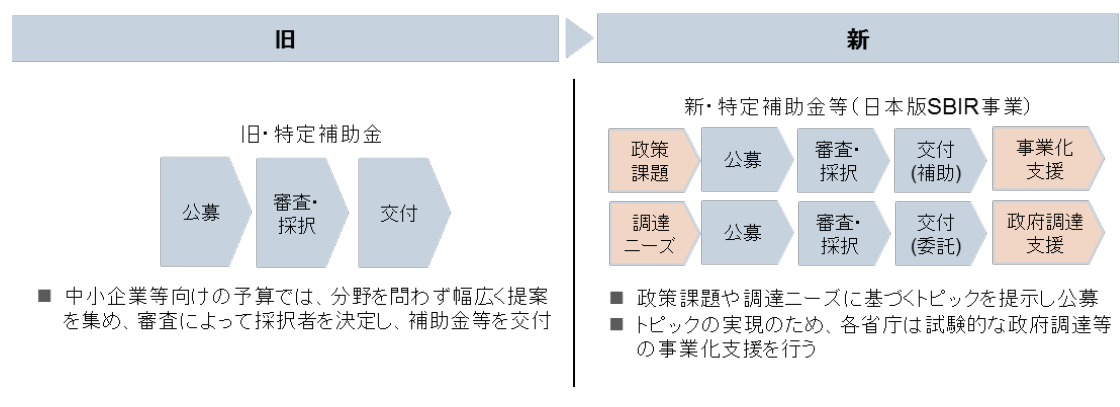 旧
新
旧・特定補助金
公募
審査・
採択
交付
■ 中小企業等向けの予算では、分野を問わず幅広く提案
を集め、審査によって採択者を決定し、補助金等を交付
新・特定補助金等（日本版SBIR事業）
政策
課題
公募
審査・
採択
交付
(補助)
事業化
支援
調達
ニーズ
公募
審査・
採択
交付
(委託)
政府調達
支援
■ 政策課題や調達ニーズに基づくトピックを提示し公募
■ トピックの実現のため、各省庁は試験的な政府調達等
の事業化支援を行う